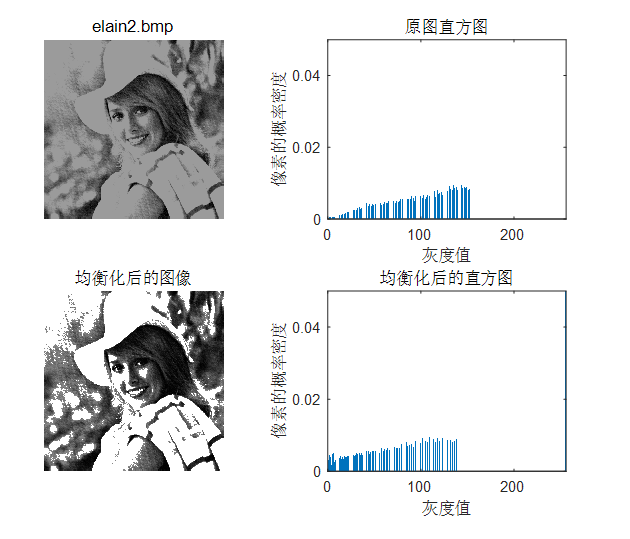 elain2.bmp
原图直方图
像素的概率密度
0.04
0.02
0
0
100
200
灰度值
均衡化后的图像
均衡化后的直方图
像素的概率密度
0.04
0.02
0
0
100
200
灰度值